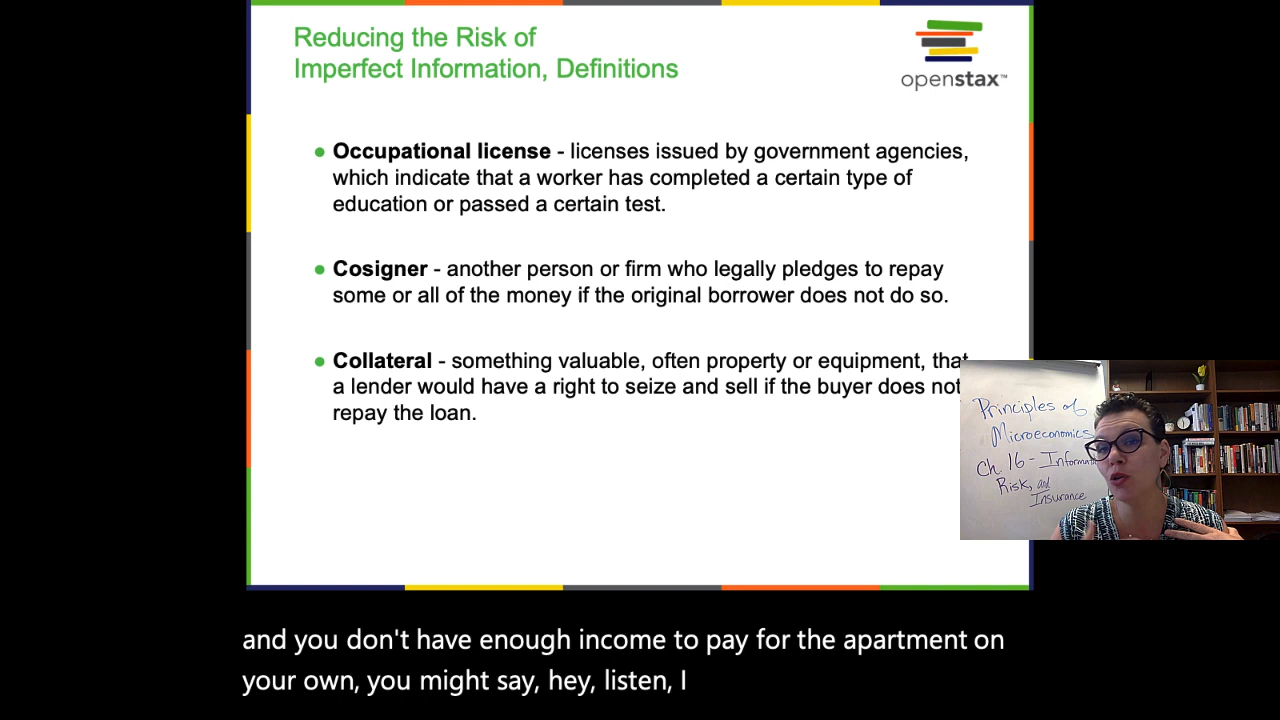 Reducing the Risk of
Imperfect Information, Definitions
openstax™
• Occupational license - licenses issued by government agencies,
which indicate that a worker has completed a certain type of
education or passed a certain test.
• Cosigner - another person or firm who legally pledges to repay
some or all of the money if the original borrower does not do so.
• Collateral - something valuable, often property or equipment, that
a lender would have a right to seize and sell if the buyer does not
repay the loan.
Principles of
Microeconomics
Ch. 16 - Informat
Risk, and
Insurance
and you don't have enough income to pay for the apartment on
your own, you might say, hey, listen, I